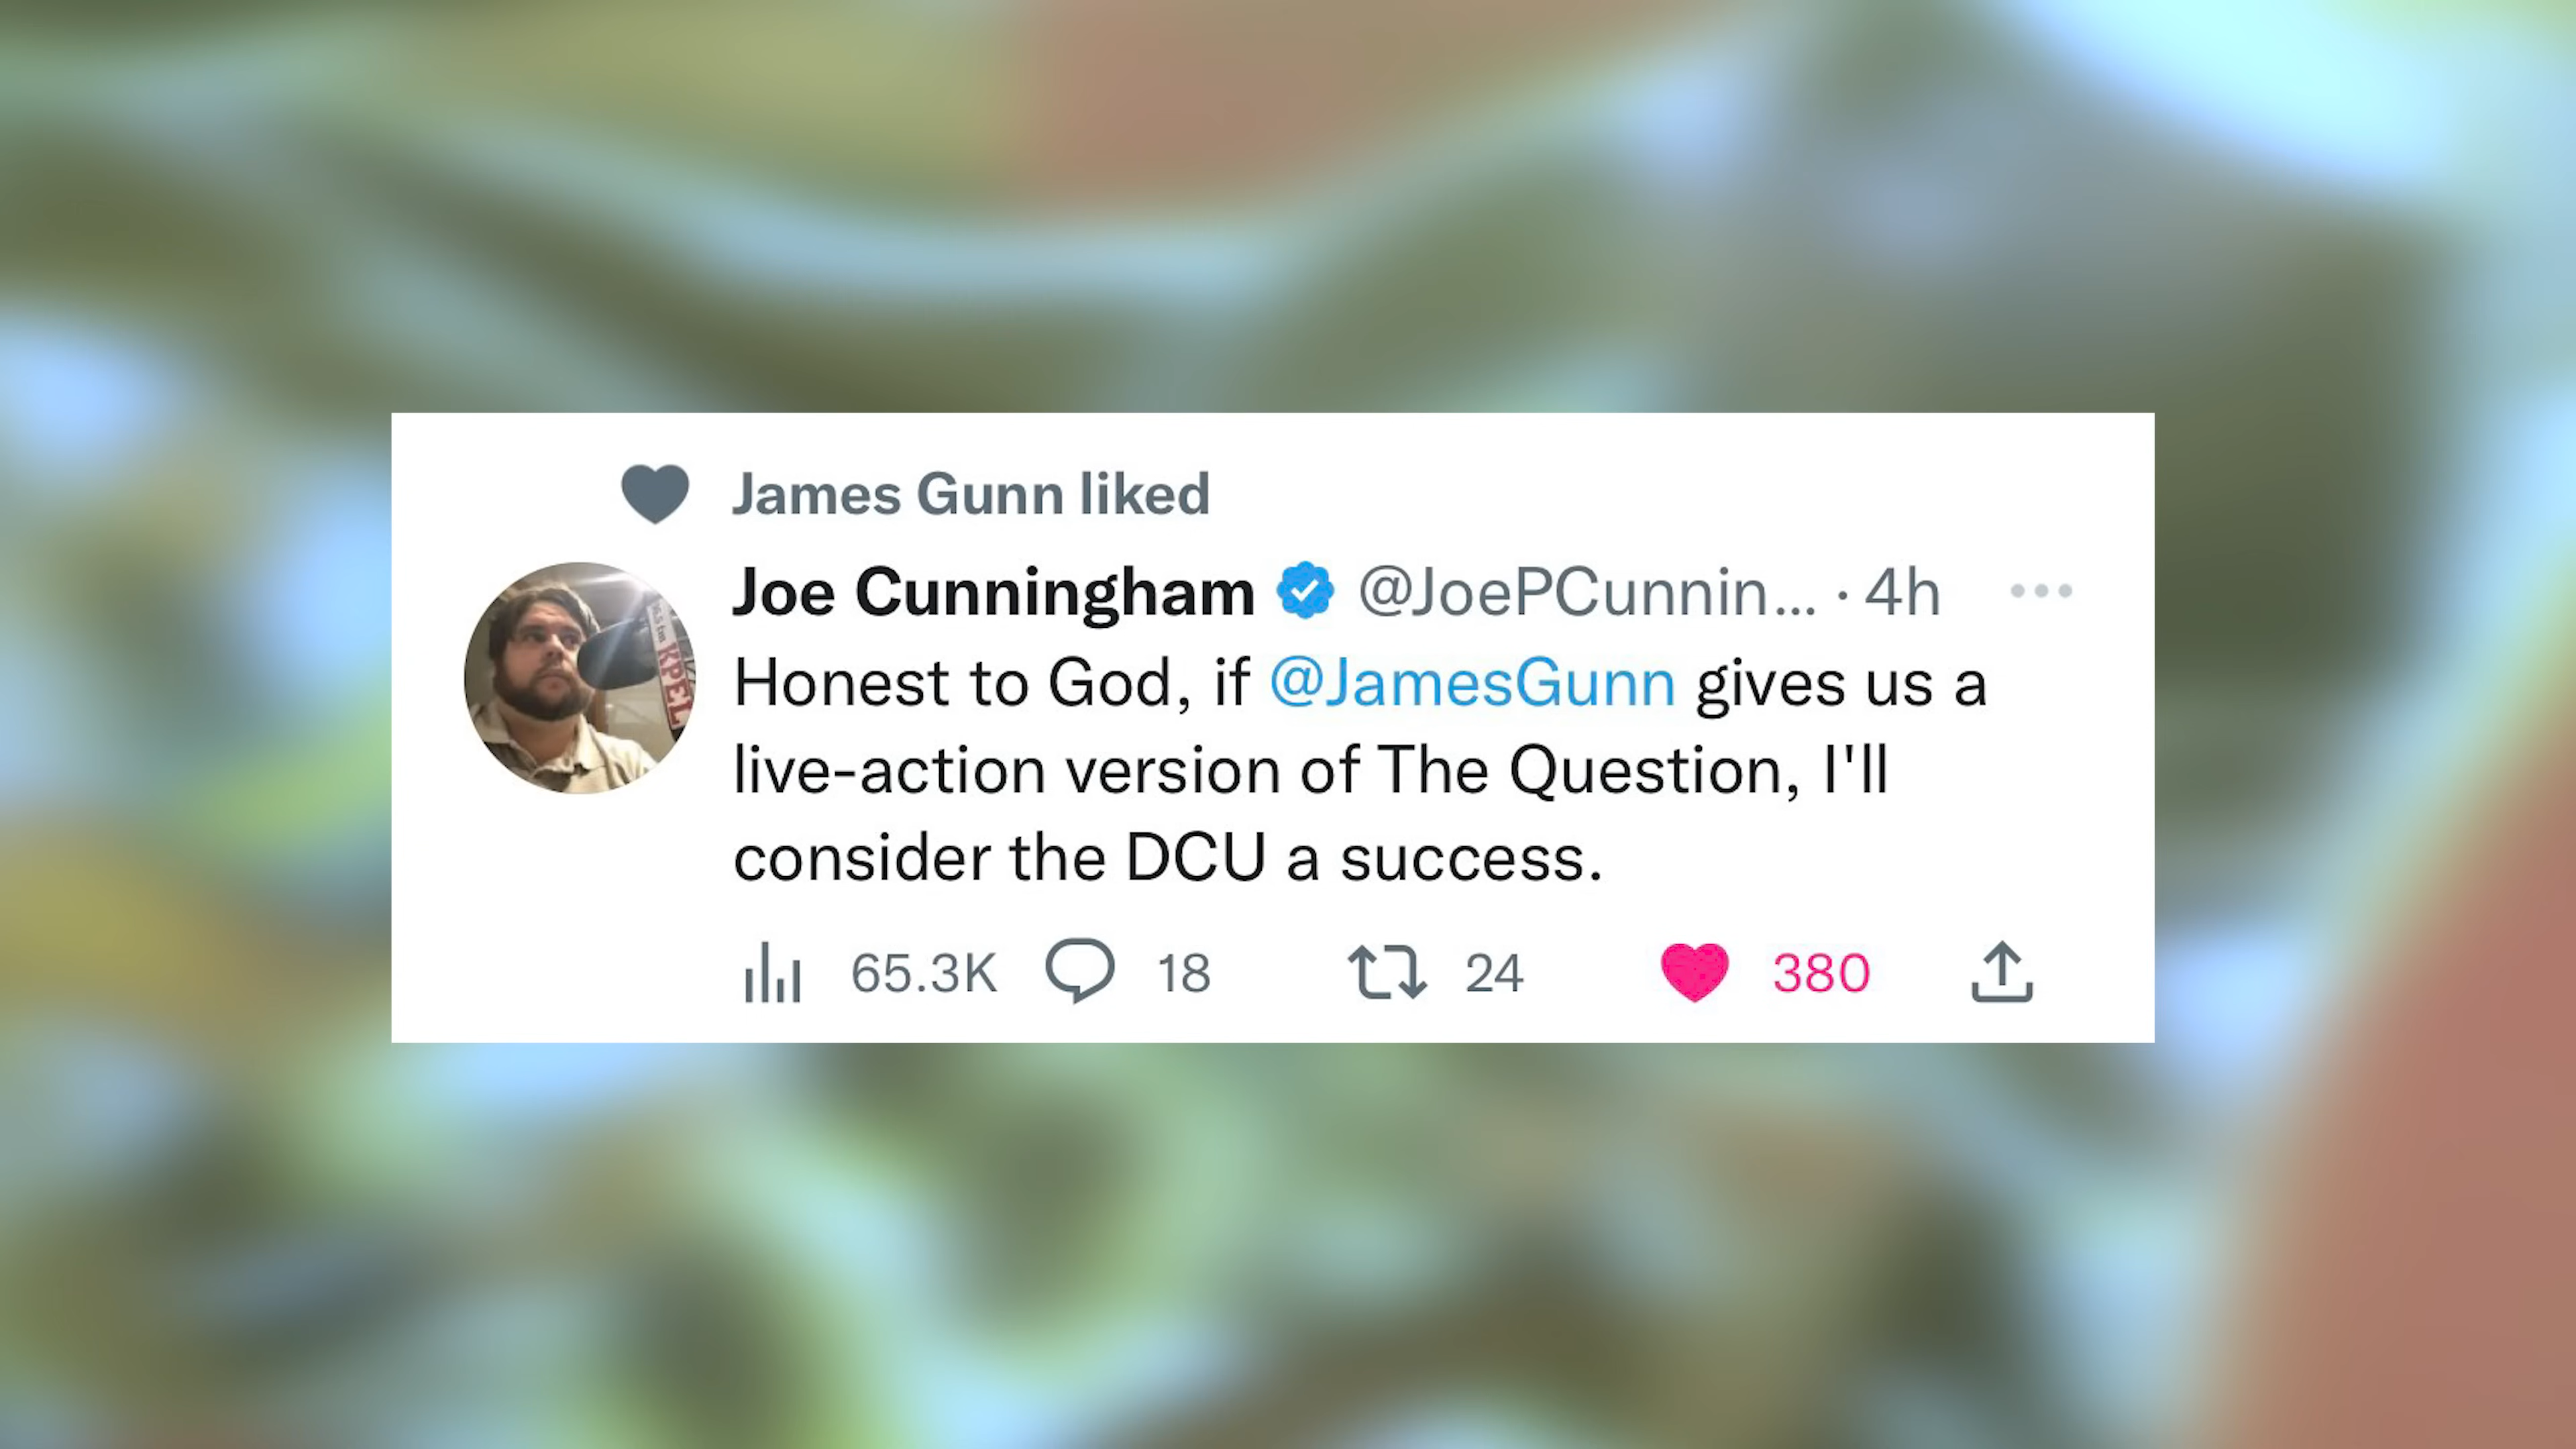 James Gunn liked
Joe Cunningham @JoePCunnin... · 4h
Honest to God, if @JamesGunn gives us a
live-action version of The Question, I'll
consider the DCU a success.
65.3K 18 24 380
KPEL